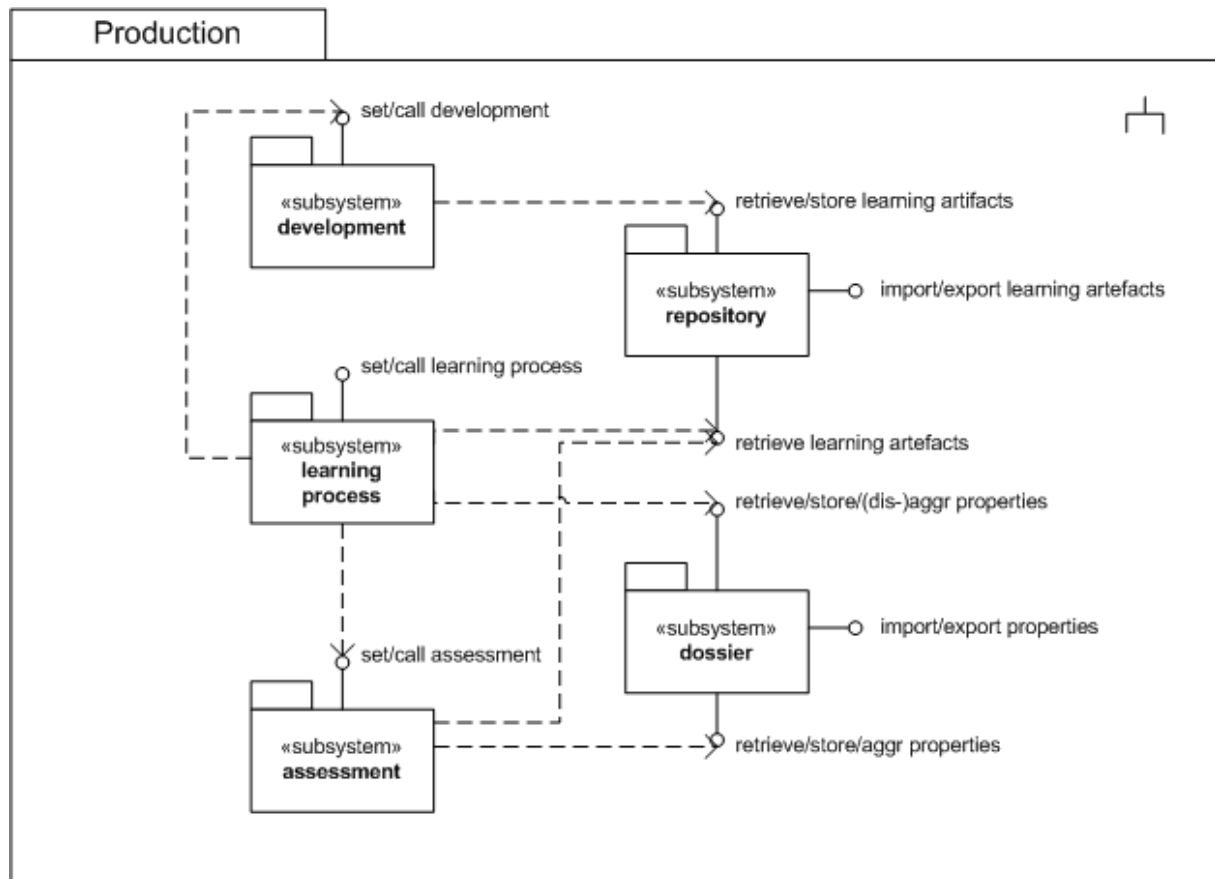 Production
set/call development
«subsystem»
development
retrieve/store learning artifacts
«subsystem»
repository
import/export learning artefacts
set/call learning process
«subsystem»
learning
process
retrieve learning artefacts
retrieve/store/(dis-)aggr properties
«subsystem»
dossier
import/export properties
set/call assessment
«subsystem»
assessment
retrieve/store/aggr properties